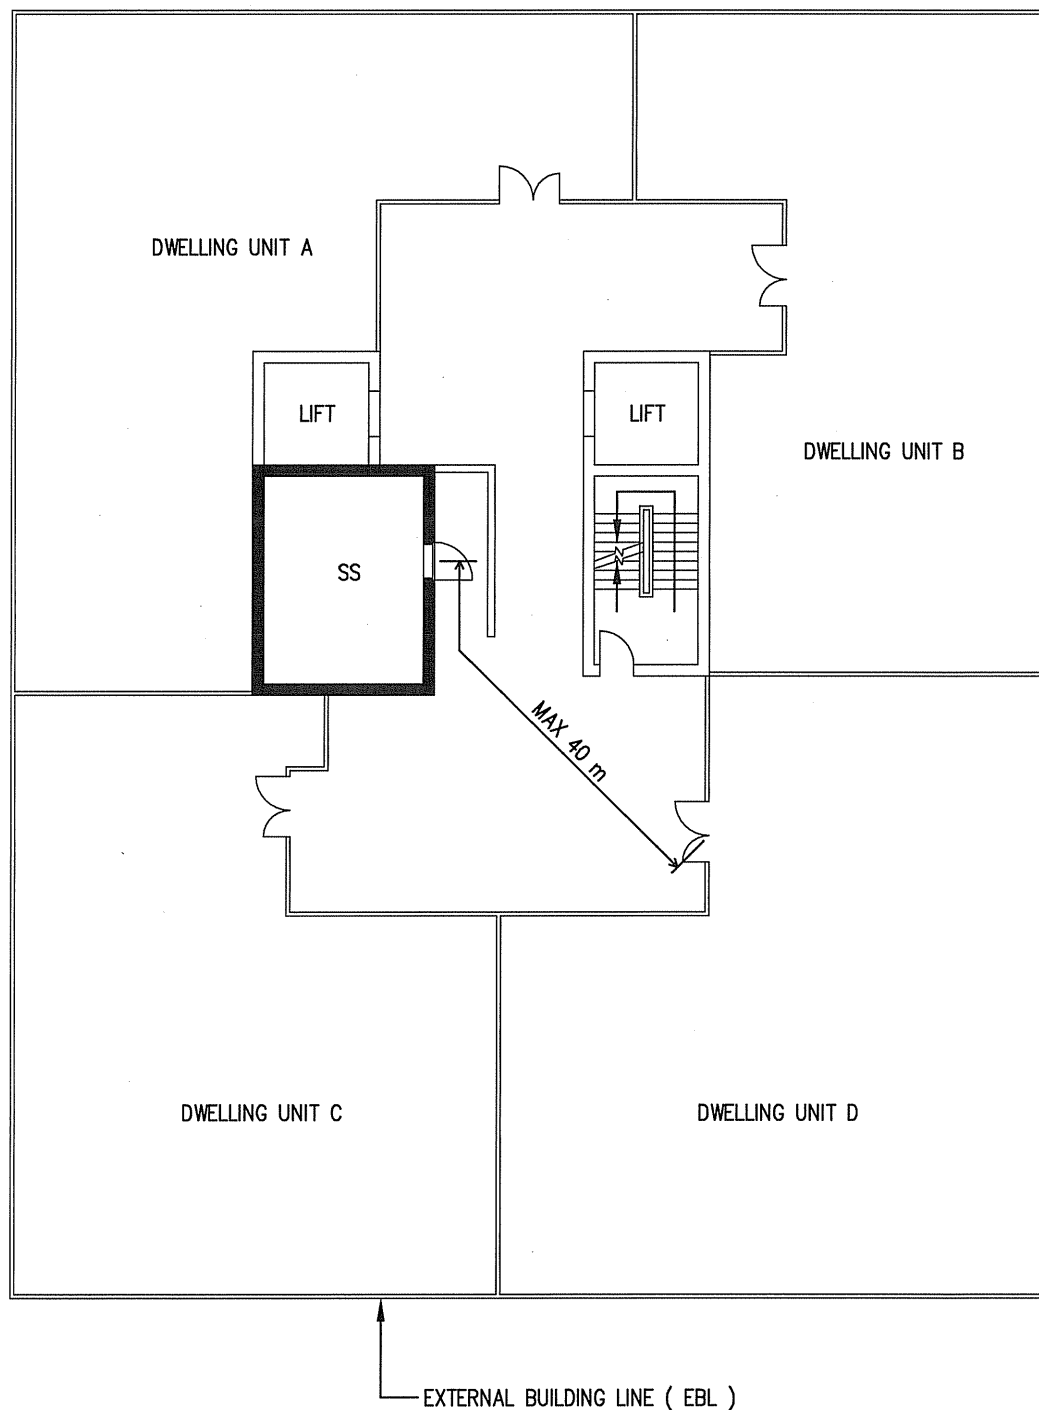 DWELLING UNIT A
LIFT
LIFT
DWELLING UNIT B
SS
MAX 40 m
DWELLING UNIT C
DWELLING UNIT D
EXTERNAL BUILDING LINE ( EBL )